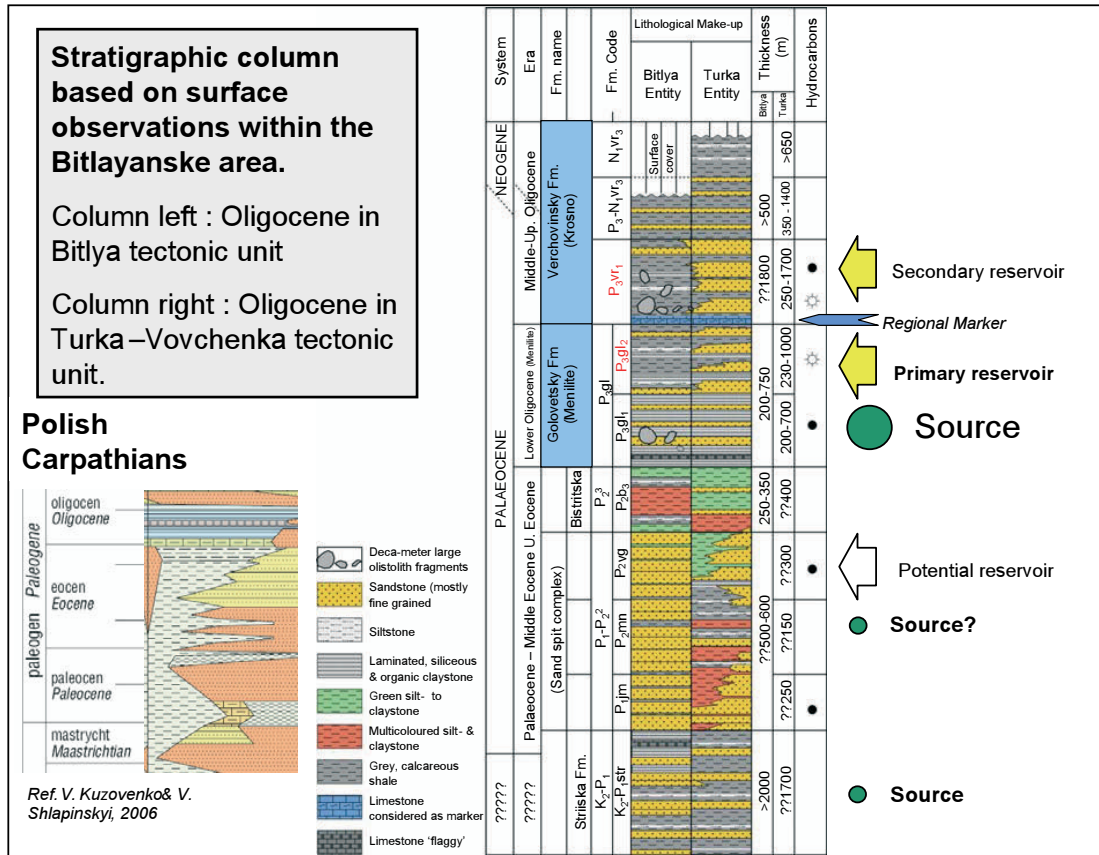 Stratigraphic column
based on surface
observations within the
Bitlayanske area.
Column left : Oligocene in
Bitlya tectonic unit
Column right : Oligocene in
Turka –Vovchenka tectonic
unit.
Polish
Carpathians
paleogen Paleogene
oligocen
Oligocene
eocen
Eocene
paleocen
Paleocene
mastrycht
Maastrichtian
Ref. V. Kuzovenko& V.
Shlapinskyi, 2006
Deca-meter large
olistolith fragments
Sandstone (mostly
fine grained
Siltstone
Laminated, siliceous
& organic claystone
Green silt- to
claystone
Multicoloured silt- &
claystone
Grey, calcareous
shale
Limestone
considered as marker
Limestone 'flaggy'
System
Era
Fm. name
Fm. Code
Lithological Make-up
Bitlya
Entity
Turka
Entity
Thickness
(m)
Bitlya
Turka
Hydrocarbons
NEOGENE
PALAEOCENE
?????
Middle-Up. Oligocene
Lower Oligocene (Menilite)
Palaeocene – Middle Eocene U. Eocene
?????
Verchovinsky Fm.
(Krosno)
Golovetsky Fm
(Menilite)
Bistritska
(Sand spit complex)
Striiska Fm.
N1vr3
P3-N1vr3
P3vr1
P3gl
P3gl2
P3gl1
P2³
P2b3
P1-P2²
P2vg
P2mn
P1jm
K2-P1
K2-P1str
Surface
cover
>500
??1800
200-750
250-350
??500-600
>2000
>650
350 -1400
250-1700
230-1000
200-700
??400
??300
??150
??250
??1700
Secondary reservoir
Regional Marker
Primary reservoir
Source
Potential reservoir
Source?
Source